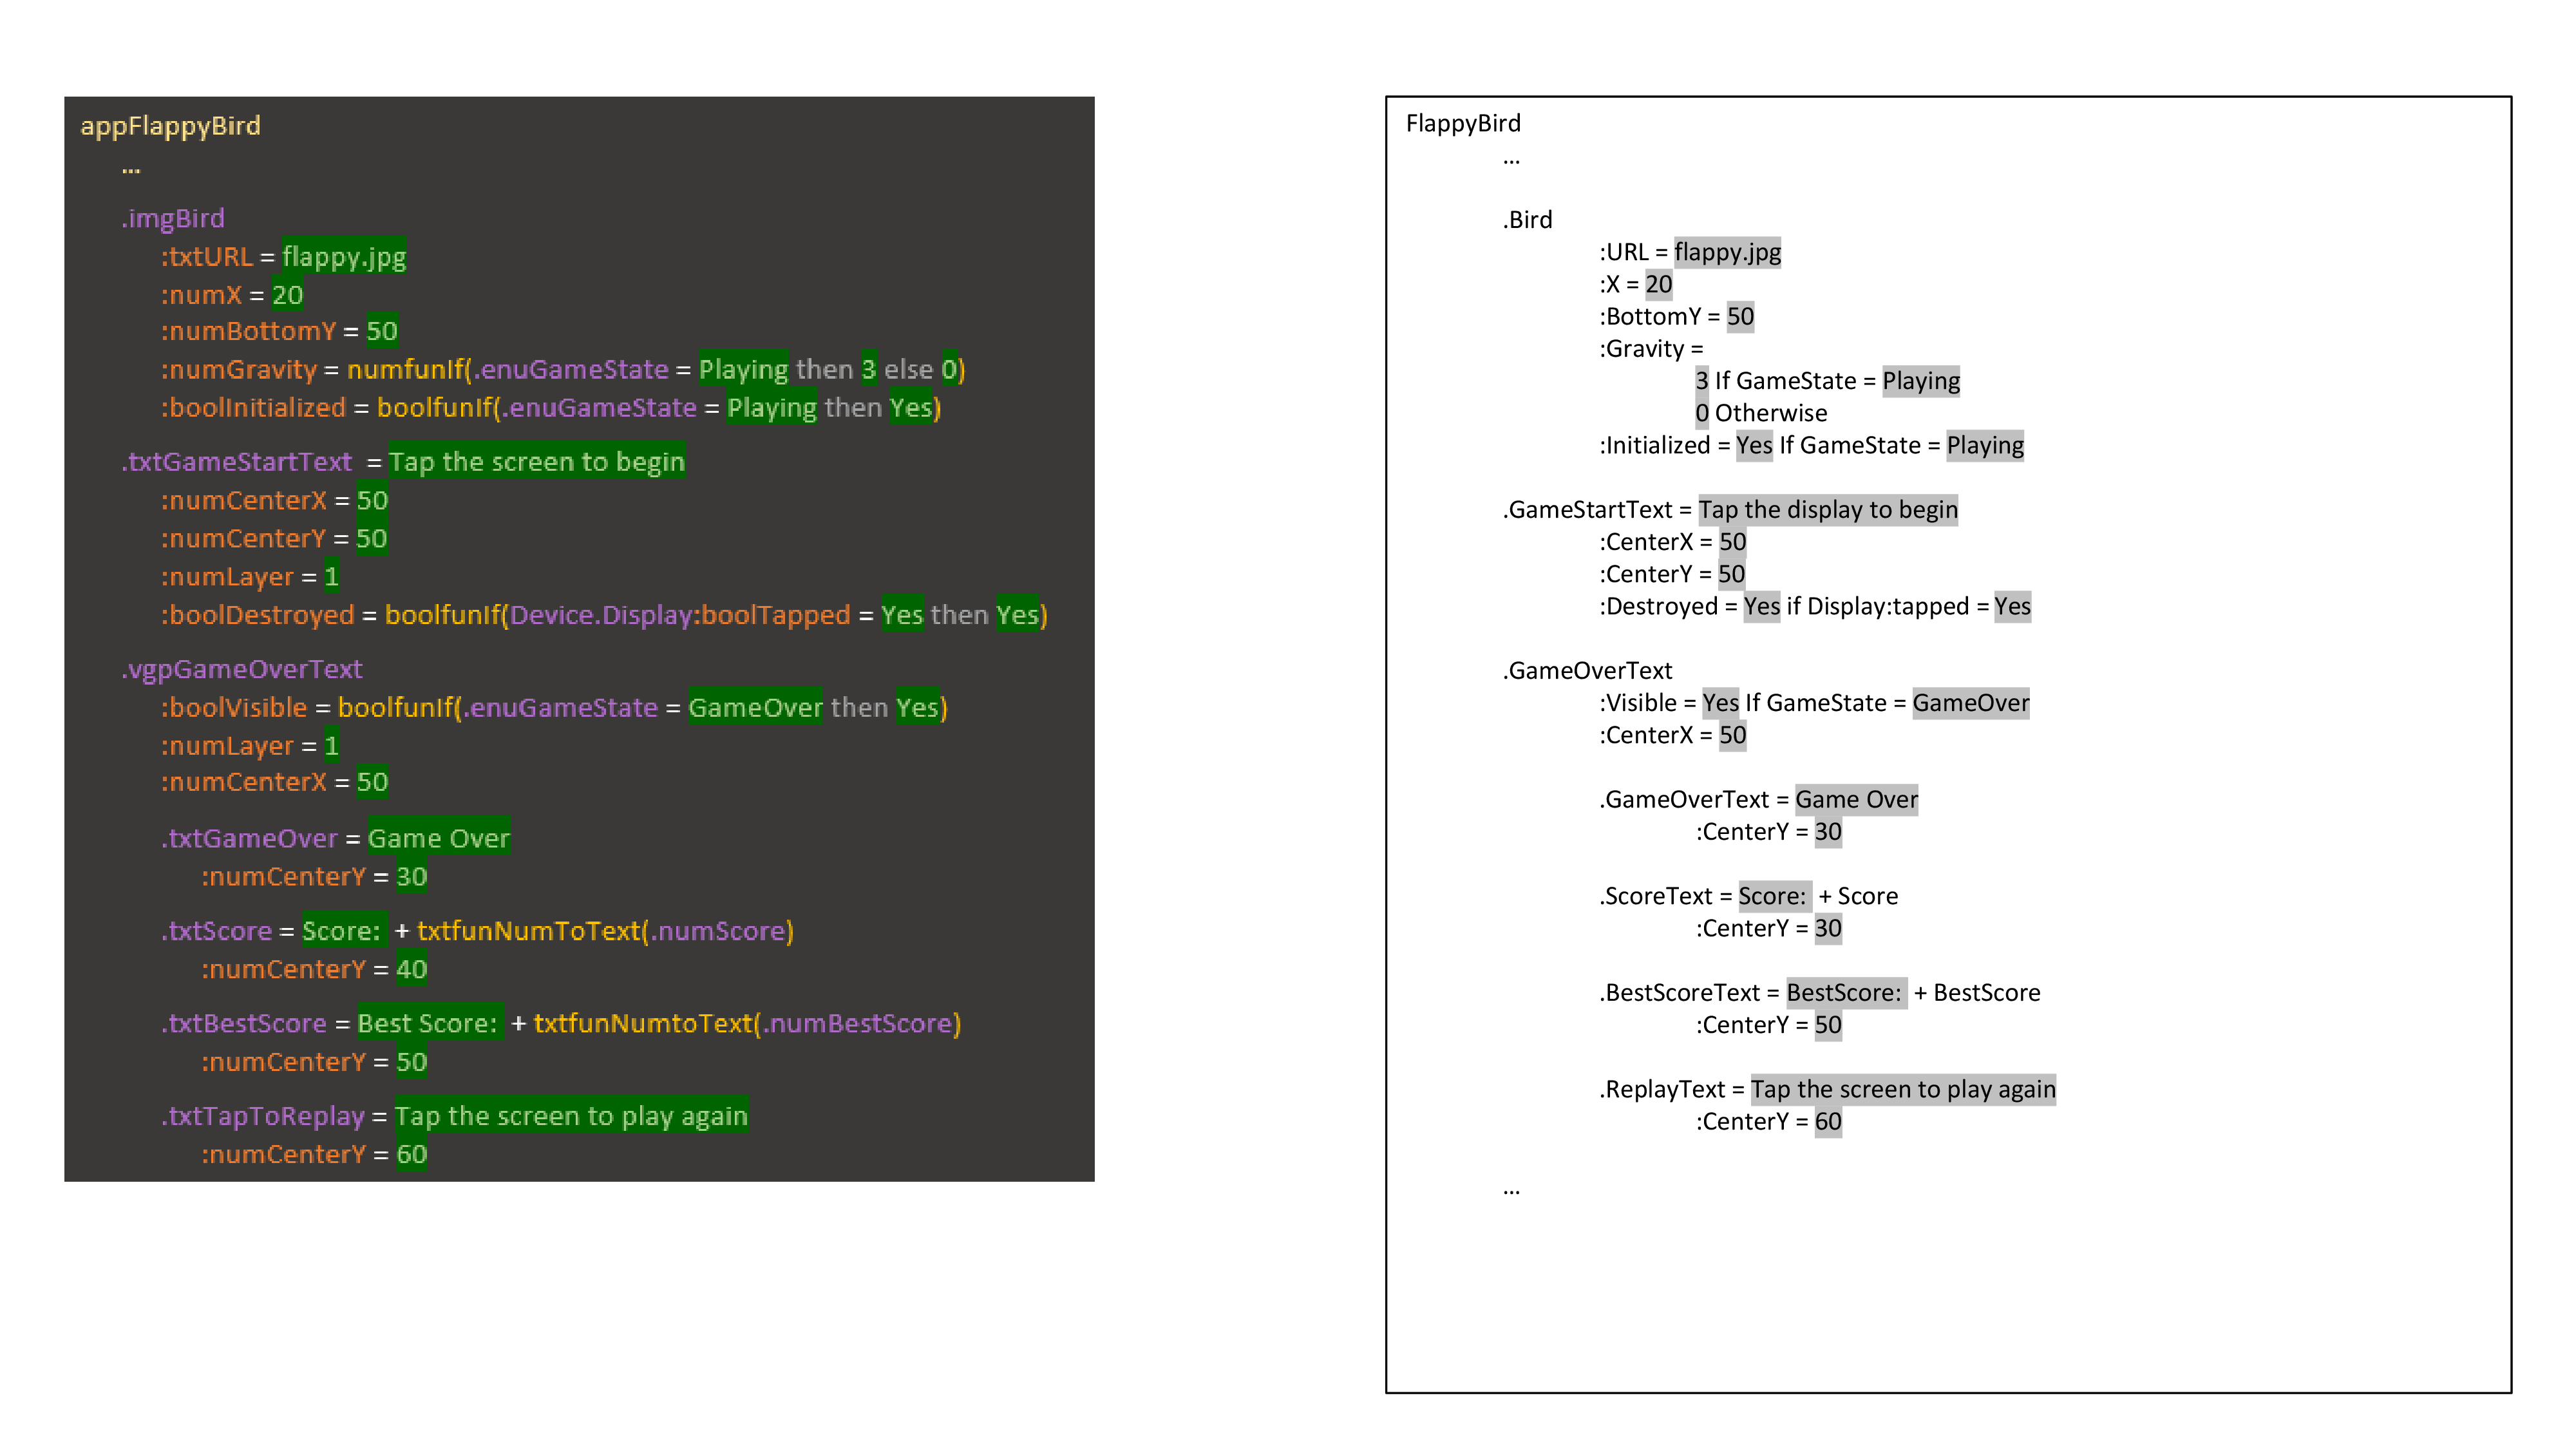 appFlappyBird
...
.imgBird
:txtURL = flappy.jpg
:numX = 20
:numBottomY = 50
:numGravity = numfunIf(.enuGameState = Playing then 3 else 0)
:boolInitialized = boolfunIf(.enuGameState = Playing then Yes)
.txtGameStartText = Tap the screen to begin
:numCenterX = 50
:numCenterY = 50
:numLayer = 1
:boolDestroyed = boolfunIf(Device.Display:boolTapped = Yes then Yes)
.vgpGameOverText
:boolVisible = boolfunIf(.enuGameState = GameOver then Yes)
:numLayer = 1
:numCenterX = 50
.txtGameOver = Game Over
:numCenterY = 30
.txtScore = Score: + txtfunNumToText(.numScore)
:numCenterY = 40
.txtBestScore = Best Score: + txtfunNumtoText(.numBestScore)
:numCenterY = 50
.txtTapToReplay = Tap the screen to play again
:numCenterY = 60
FlappyBird
...
.Bird
:URL = flappy.jpg
:X = 20
:BottomY = 50
:Gravity =
3 If GameState = Playing
0 Otherwise
:Initialized = Yes If GameState = Playing
.GameStartText = Tap the display to begin
:CenterX = 50
:CenterY = 50
:Destroyed = Yes if Display:tapped = Yes
.GameOverText
:Visible = Yes If GameState = GameOver
:CenterX = 50
.GameOverText = Game Over
:CenterY = 30
.ScoreText = Score: + Score
:CenterY = 30
.BestScoreText = BestScore: + BestScore
:CenterY = 50
.ReplayText = Tap the screen to play again
:CenterY = 60
...